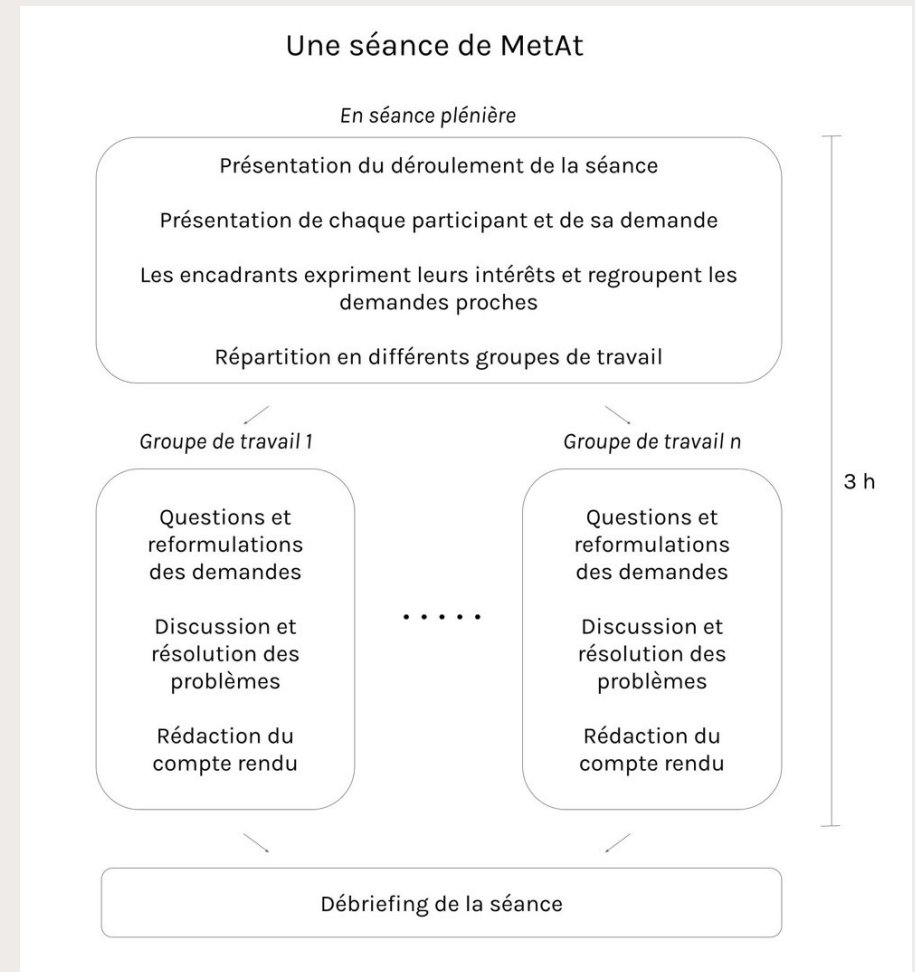 Une séance de MetAt
En séance plénière
Présentation du déroulement de la séance
Présentation de chaque participant et de sa demande
Les encadrants expriment leurs intérêts et regroupent les
demandes proches
Répartition en différents groupes de travail
Groupe de travail 1
Questions et
reformulations
des demandes
Discussion et
résolution des
problèmes
Rédaction du
compte rendu
.....
Groupe de travail n
Questions et
reformulations
des demandes
Discussion et
résolution des
problèmes
Rédaction du
compte rendu
3 h
Débriefing de la séance